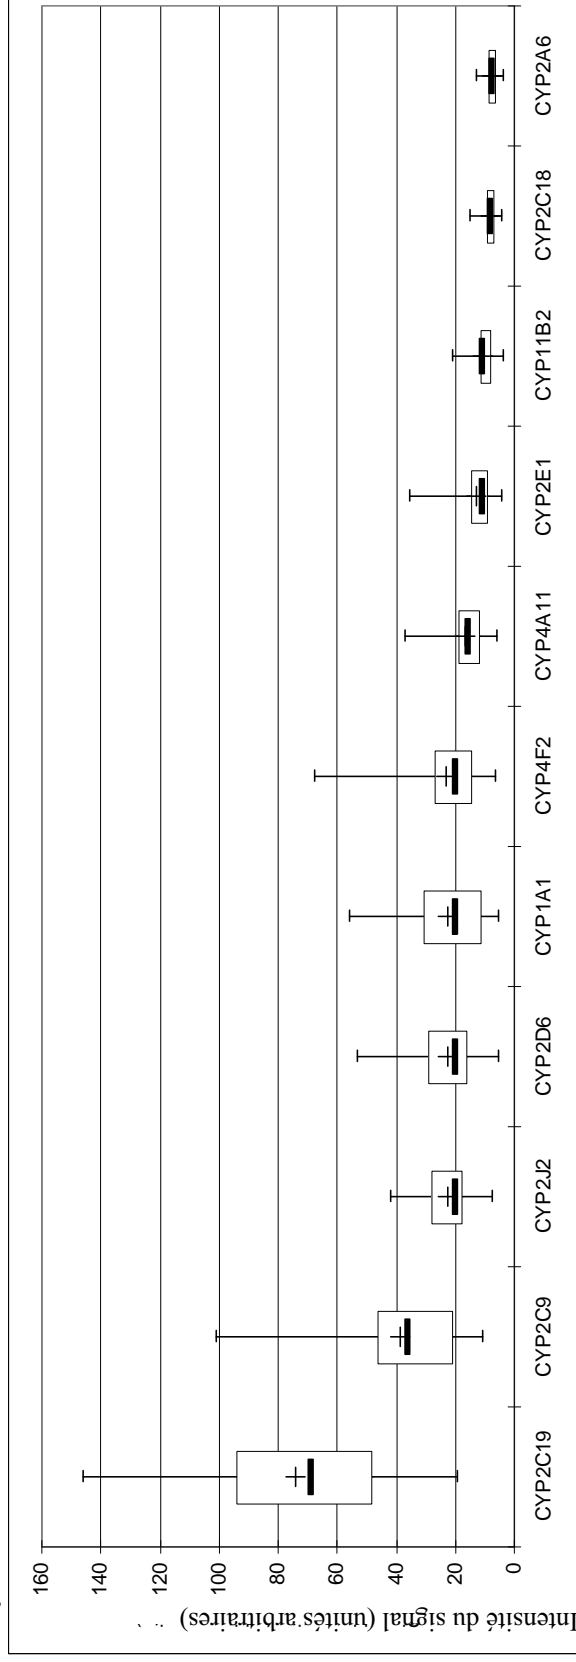 Intensité du signal (unités arbitraires)
160
140
120
100
80
60
40
20
0
CYP2C19
CYP2C9
CYP2J2
CYP2D6
CYP1A1
CYP4F2
CYP4A11
CYP2E1
CYP11B2
CYP2C18
CYP2A6